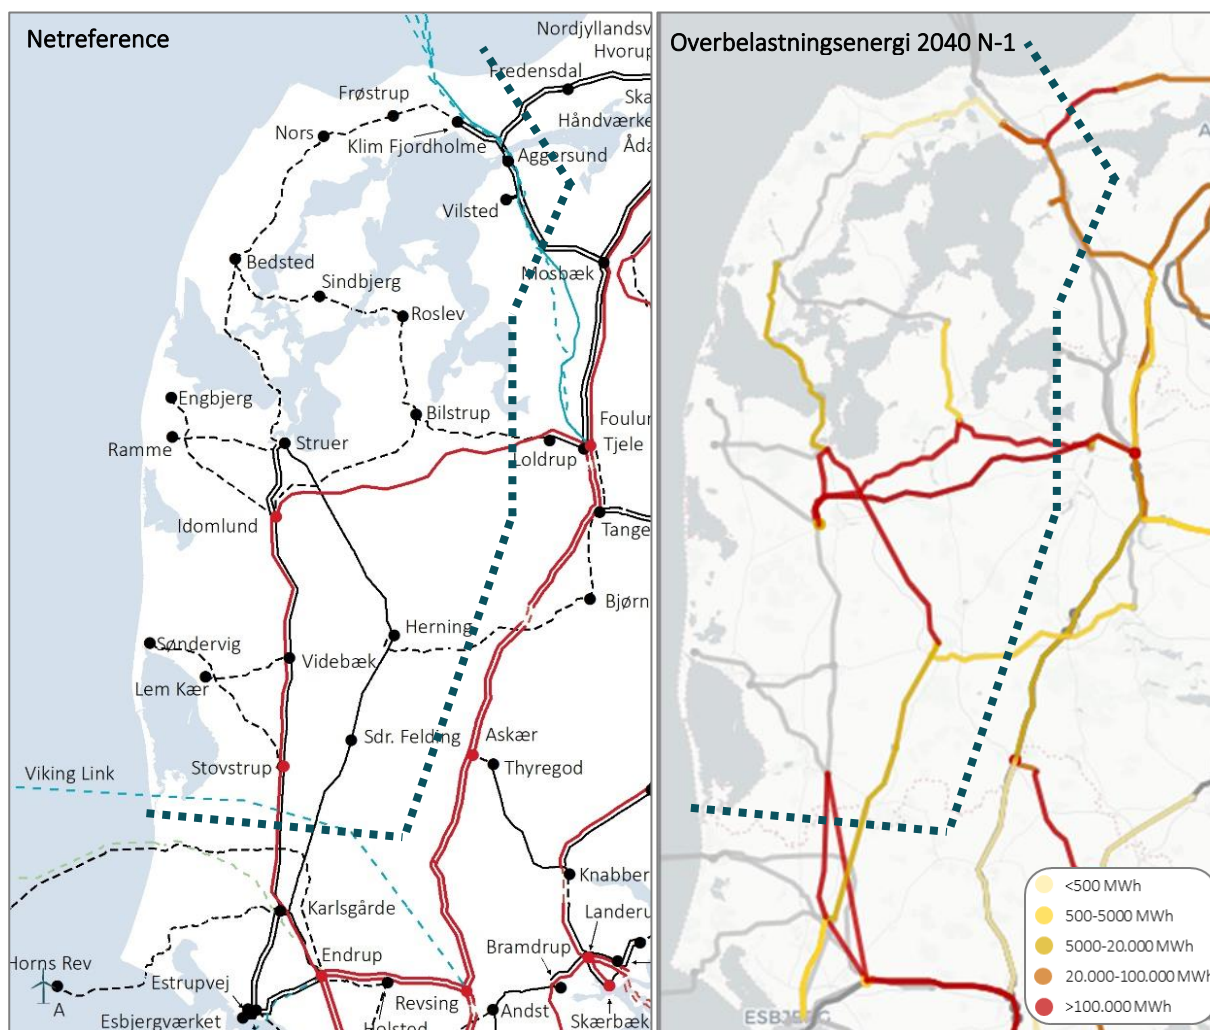 Netreference
Nordjyllandsv
Hvorup
Fredensdal
Ska
Frøstrup
Håndværke
Nors
Klim Fjordholme
Åda
Aggersund
Vilsted
Bedsted
Mosbæk
Sindbjerg
Roslev
Engbjerg
Bilstrup
Foulur
Ramme
Struer
Loldrup
Tjele
Idomlund
Tange
Bjørn
Søndervig
Herning
Videbæk
Lem Kær
Sdr. Felding
Askær
Stovstrup
Thyregod
Viking Link
Knabber
Karlsgårde
Landeru
Endrup
Bramdrup
Horns Rev
A
Estrupvej
Revsing
Andst
Skærbæk
Esbjergværket
Holsted
Overbelastningsenergi 2040 N-1
A
<500 MWh
500-5000 MWh
5000-20.000 MWh
20.000-100.000 MWh
>100.000 MWh